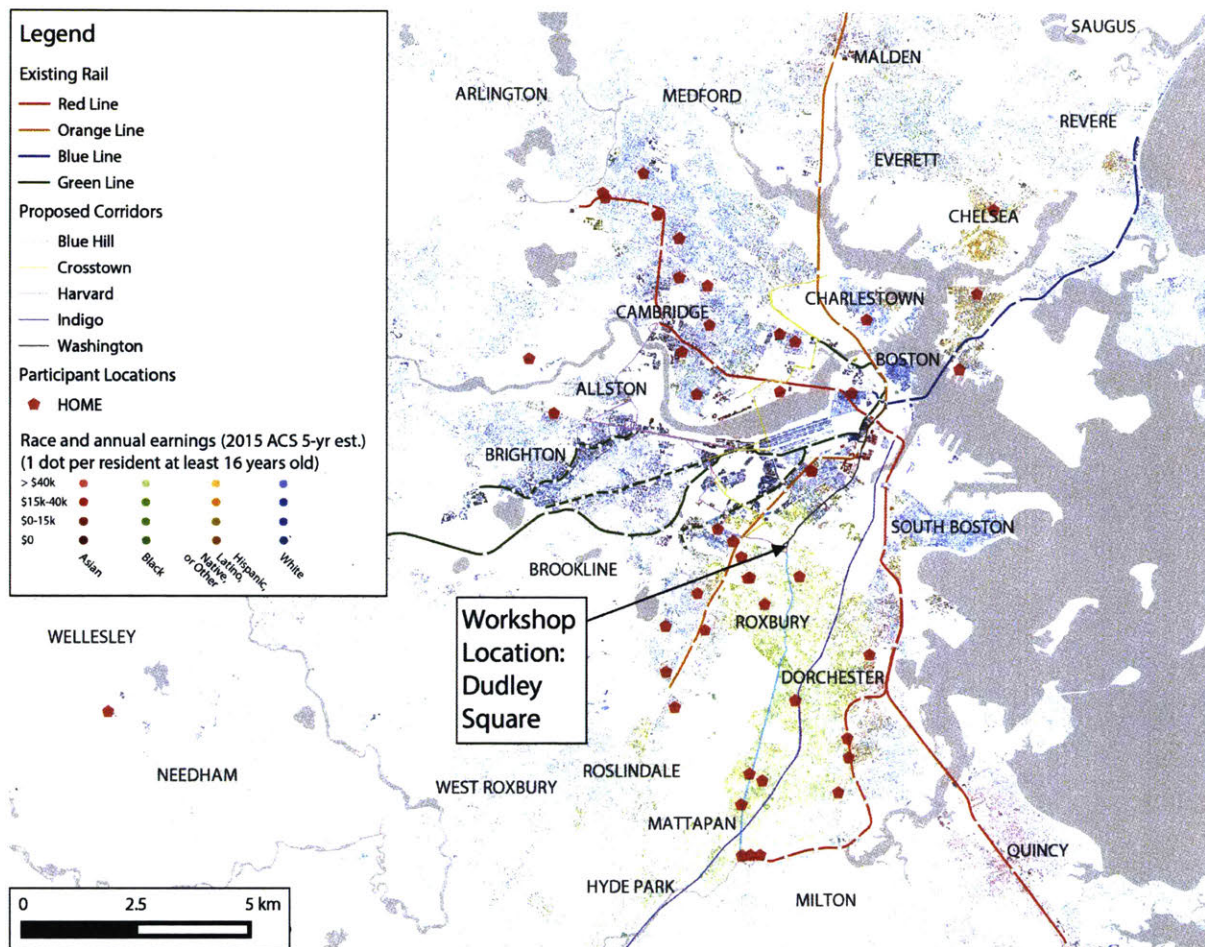 Legend
Existing Rail
Red Line
Orange Line
Blue Line
Green Line
Proposed Corridors
Blue Hill
Crosstown
Harvard
Indigo
Washington
Participant Locations
HOME
Race and annual earnings (2015 ACS 5-yr est.)
(1 dot per resident at least 16 years old)
> $40k
$15k-40k
$0-15k
$0
Asian
Black
Hispanic,
Latino,
Native,
or Other
White
SAUGUS
MALDEN
ARLINGTON
MEDFORD
REVERE
EVERETT
CHELSEA
CAMBRIDGE
CHARLESTOWN
BOSTON
ALLSTON
BRIGHTON
SOUTH BOSTON
BROOKLINE
Workshop
Location:
Dudley
Square
ROXBURY
WELLESLEY
DORCHESTER
NEEDHAM
ROSLINDALE
WEST ROXBURY
MATTAPAN
QUINCY
HYDE PARK
MILTON
0 2.5 5 km